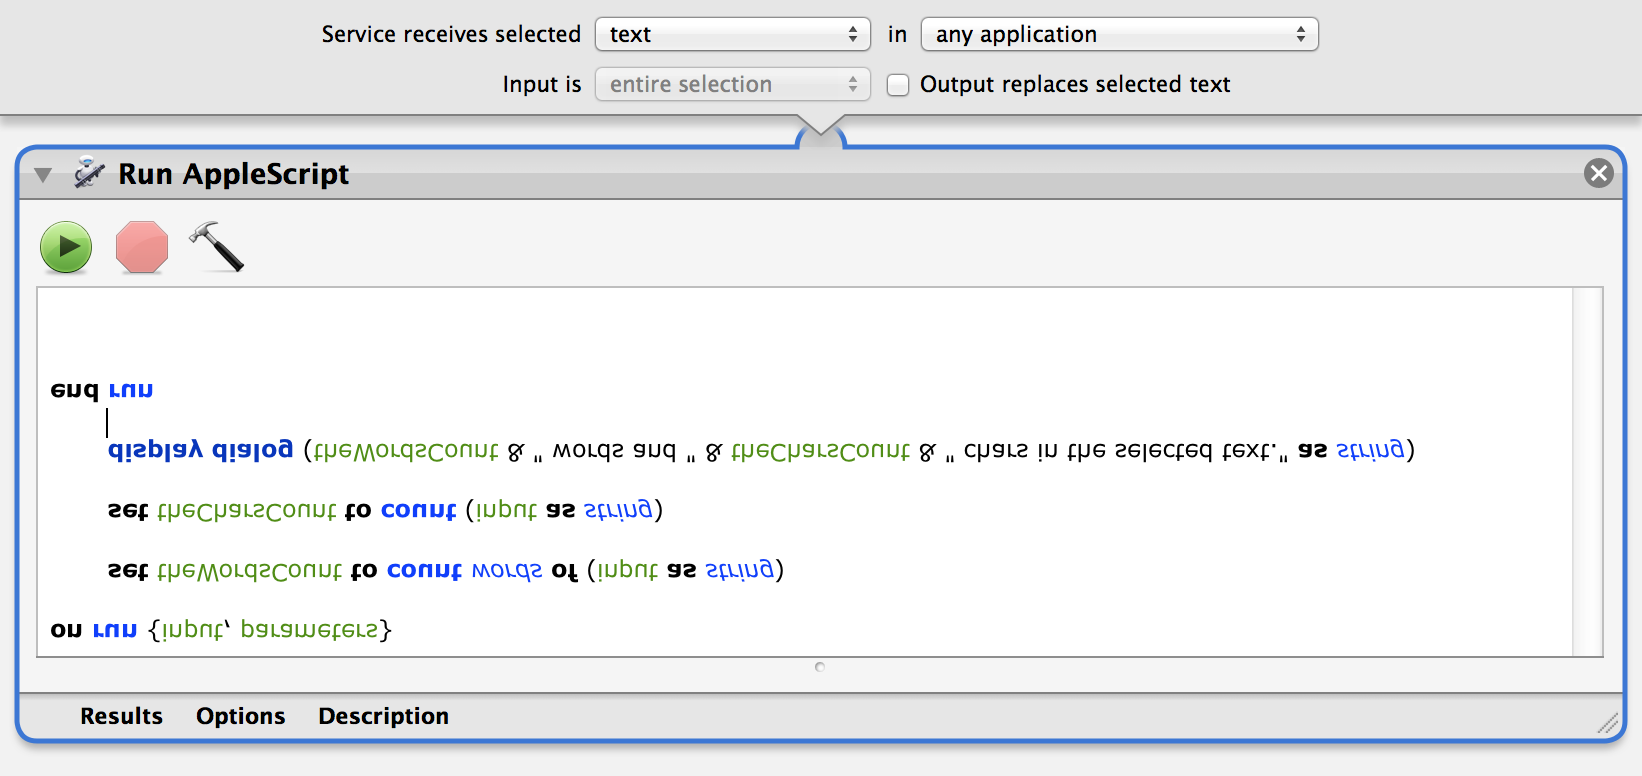 Service receives selected text in any application
Input is entire selection Output replaces selected text
Run AppleScript
on run {input, parameters}
set theWordsCount to count words of (input as string)
set theCharsCount to count (input as string)
display dialog (theWordsCount & " words and " & theCharsCount & " chars in the selected text." as string)
end run
Results Options Description